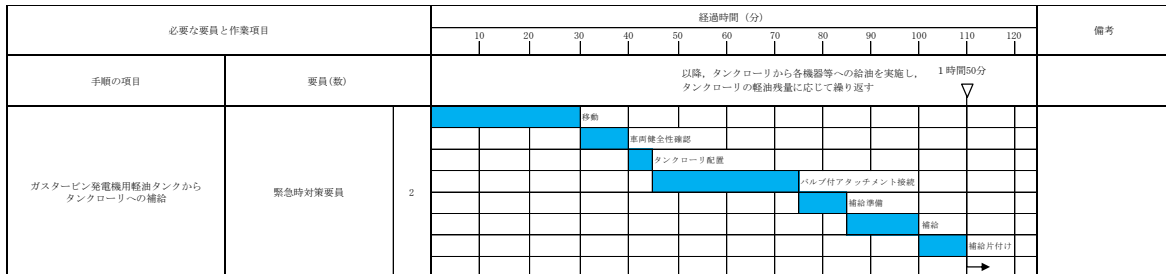 必要な要員と作業項目
経過時間（分）
備考
10 20 30 40 50 60 70 80 90 100 110 120
手順の項目
要員(数)
以降，タンクローリから各機器等への給油を実施し，
タンクローリの軽油残量に応じて繰り返す
1時間50分
ガスタービン発電機用軽油タンクから
タンクローリへの補給
緊急時対策要員
2
移動
車両健全性確認
タンクローリ配置
バルブ付アタッチメント接続
補給準備
補給
補給片付け